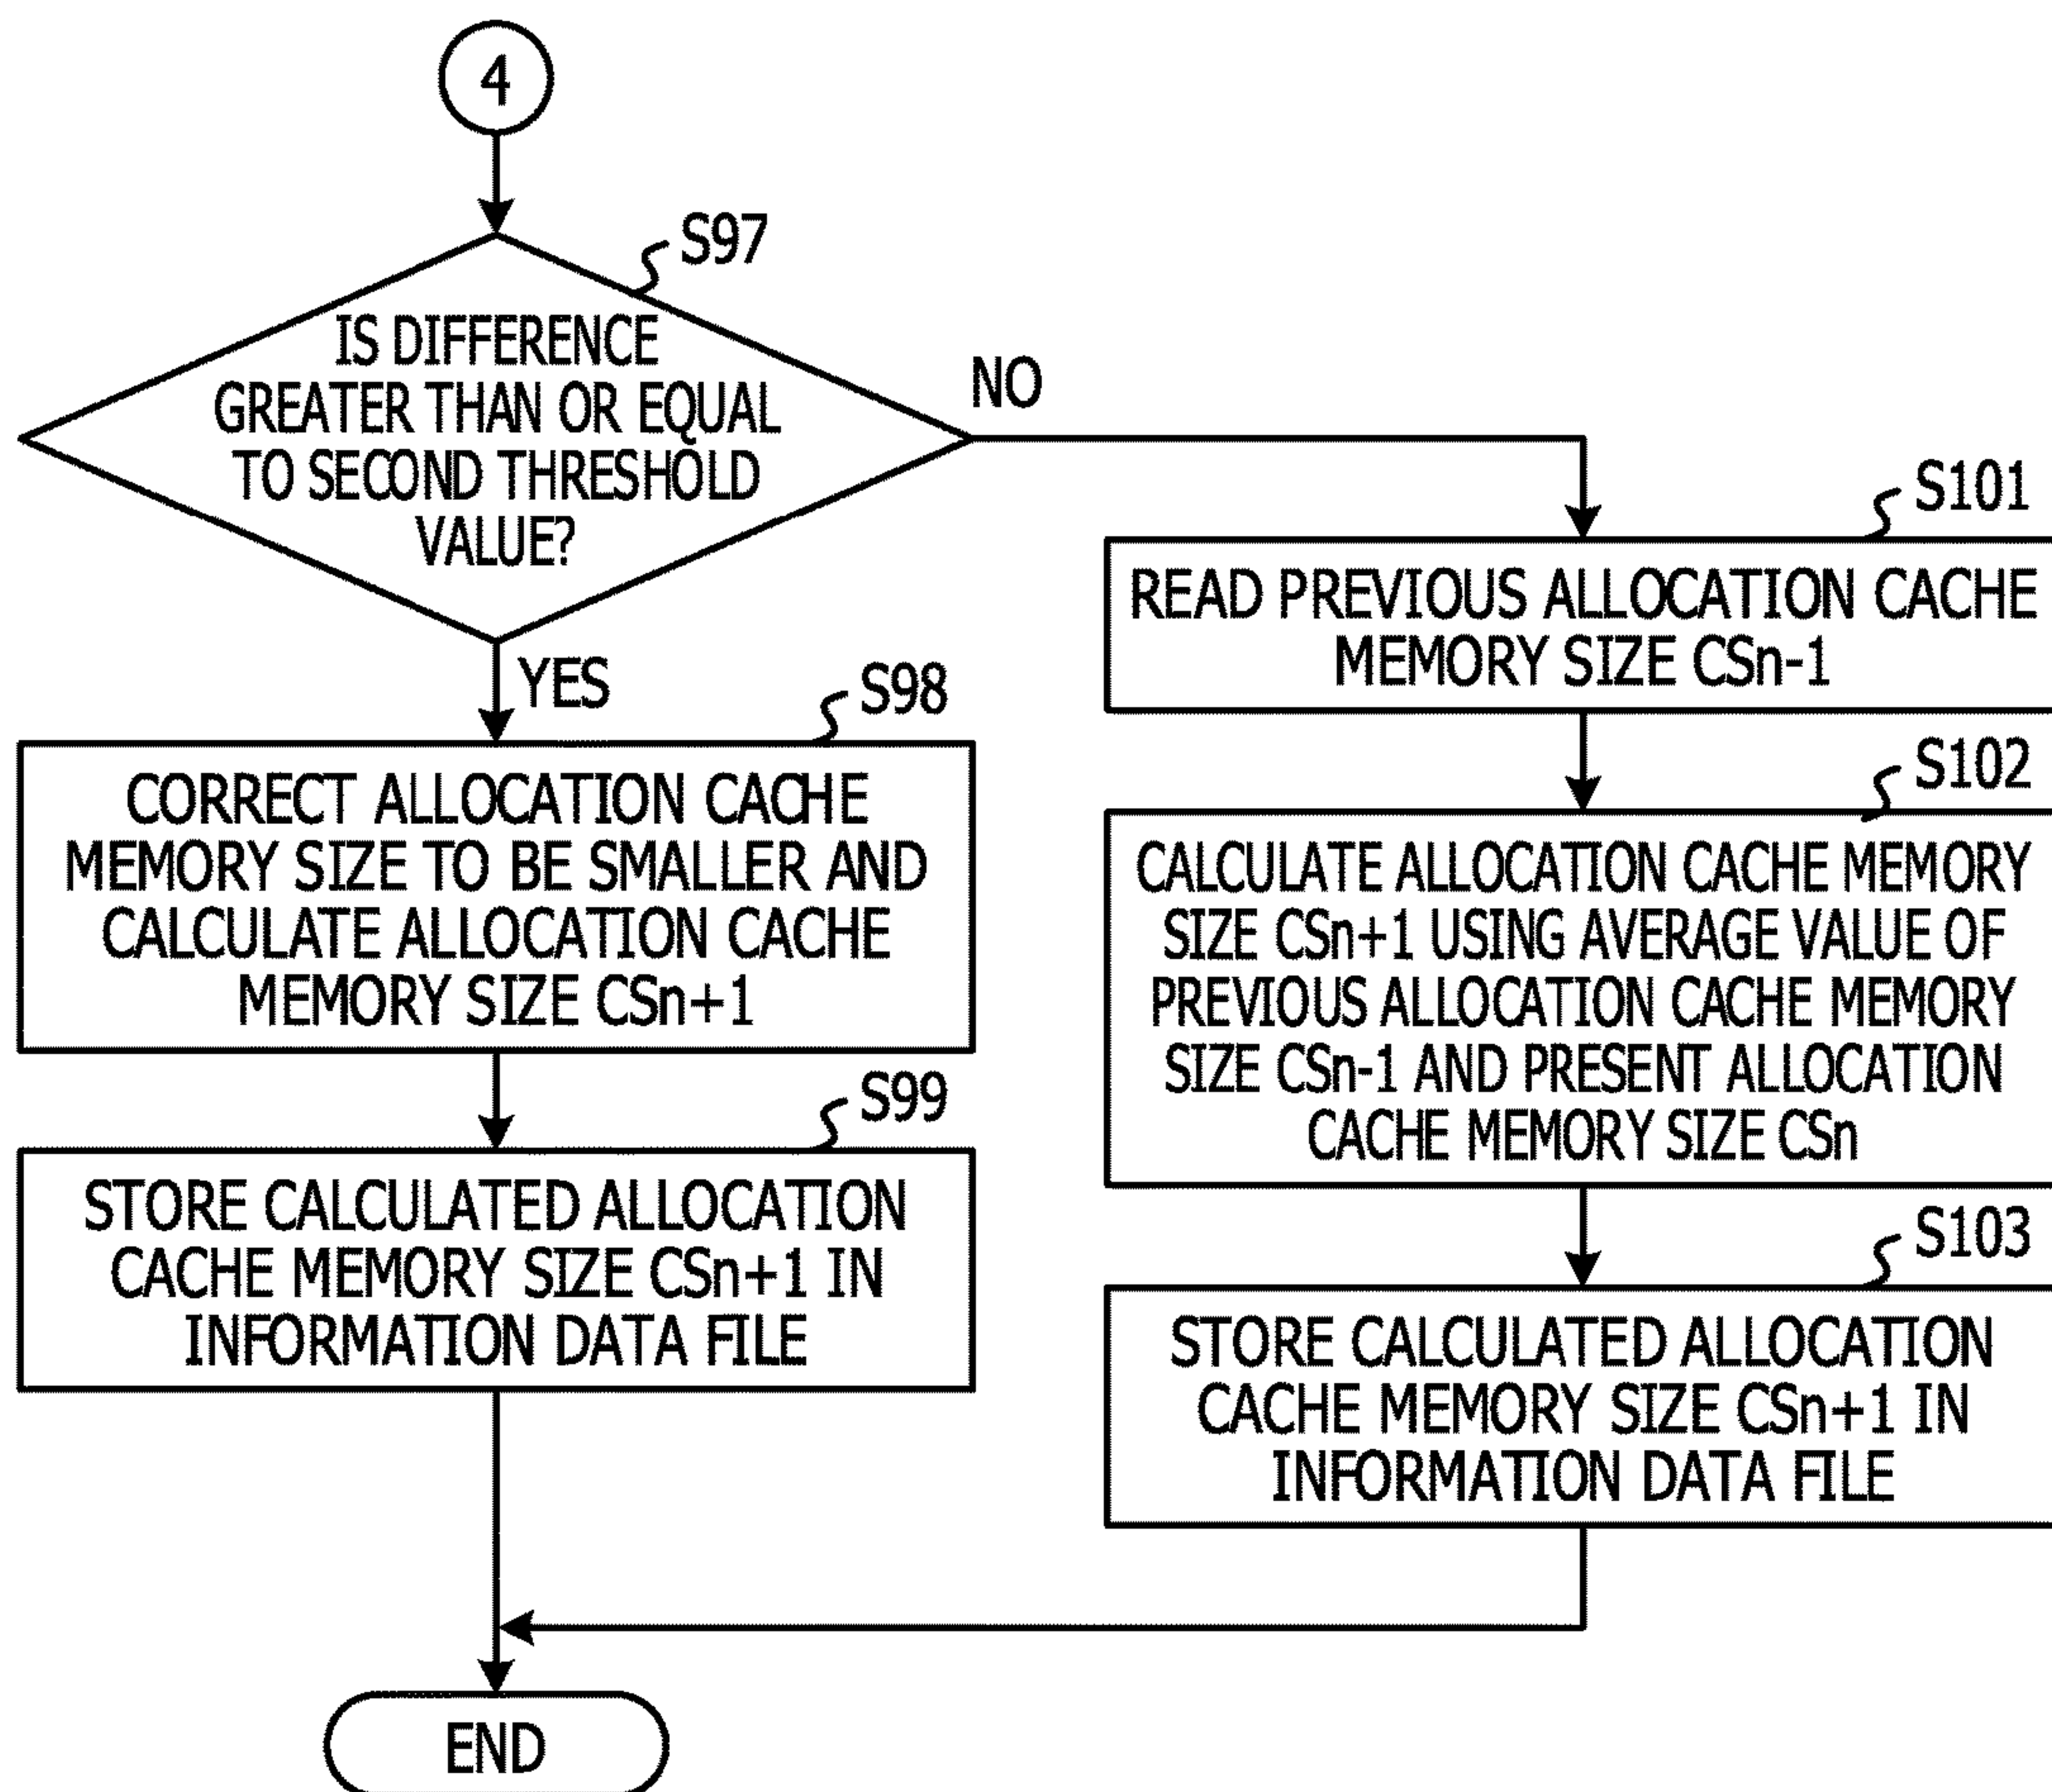 4
S97
IS DIFFERENCE
GREATER THAN OR EQUAL
TO SECOND THRESHOLD
VALUE?
NO
YES
S98
CORRECT ALLOCATION CACHE
MEMORY SIZE TO BE SMALLER AND
CALCULATE ALLOCATION CACHE
MEMORY SIZE CSn+1
S99
STORE CALCULATED ALLOCATION
CACHE MEMORY SIZE CSn+1 IN
INFORMATION DATA FILE
S101
READ PREVIOUS ALLOCATION CACHE
MEMORY SIZE CSn-1
S102
CALCULATE ALLOCATION CACHE MEMORY
SIZE CSn+1 USING AVERAGE VALUE OF
PREVIOUS ALLOCATION CACHE MEMORY
SIZE CSn-1 AND PRESENT ALLOCATION
CACHE MEMORY SIZE CSn
S103
STORE CALCULATED ALLOCATION
CACHE MEMORY SIZE CSn+1 IN
INFORMATION DATA FILE
END